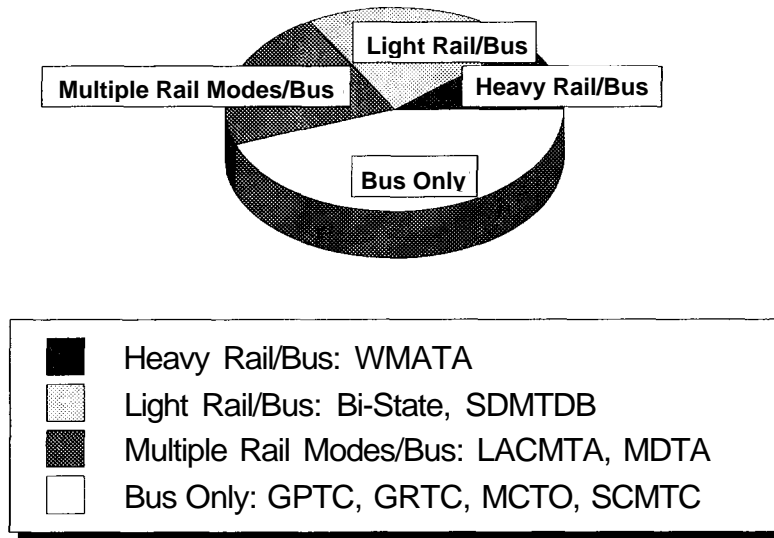 Light Rail/Bus
Multiple Rail Modes/Bus
Heavy Rail/Bus
Bus Only
Heavy Rail/Bus: WMATA
Light Rail/Bus: Bi-State, SDMTDB
Multiple Rail Modes/Bus: LACMTA, MDTA
Bus Only: GPTC, GRTC, MCTO, SCMTC